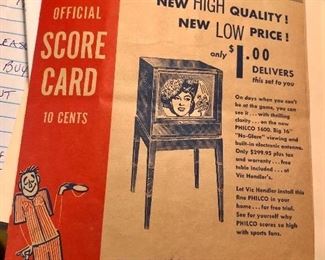 OFFICIAL
SCORE
CARD
10 CENTS
NEW HIGH QUALITY!
NEW LOW PRICE!
only $1.00
DELIVERS
this set to you
On days when you can't
be at the game, you can
see it . . . with thrilling
clarity . . . on the new
PHILCO 1600. Big 16"
"No-Glare" viewing and
built-in electronic antenna.
Only $299.95 plus tax
and warranty . . . free
table included . . . at
Vic Hendler's.
Let Vic Hendler install this
fine PHILCO in your
home . . . for free trial.
See for yourself why
PHILCO scores so high
with sports fans.
BUY